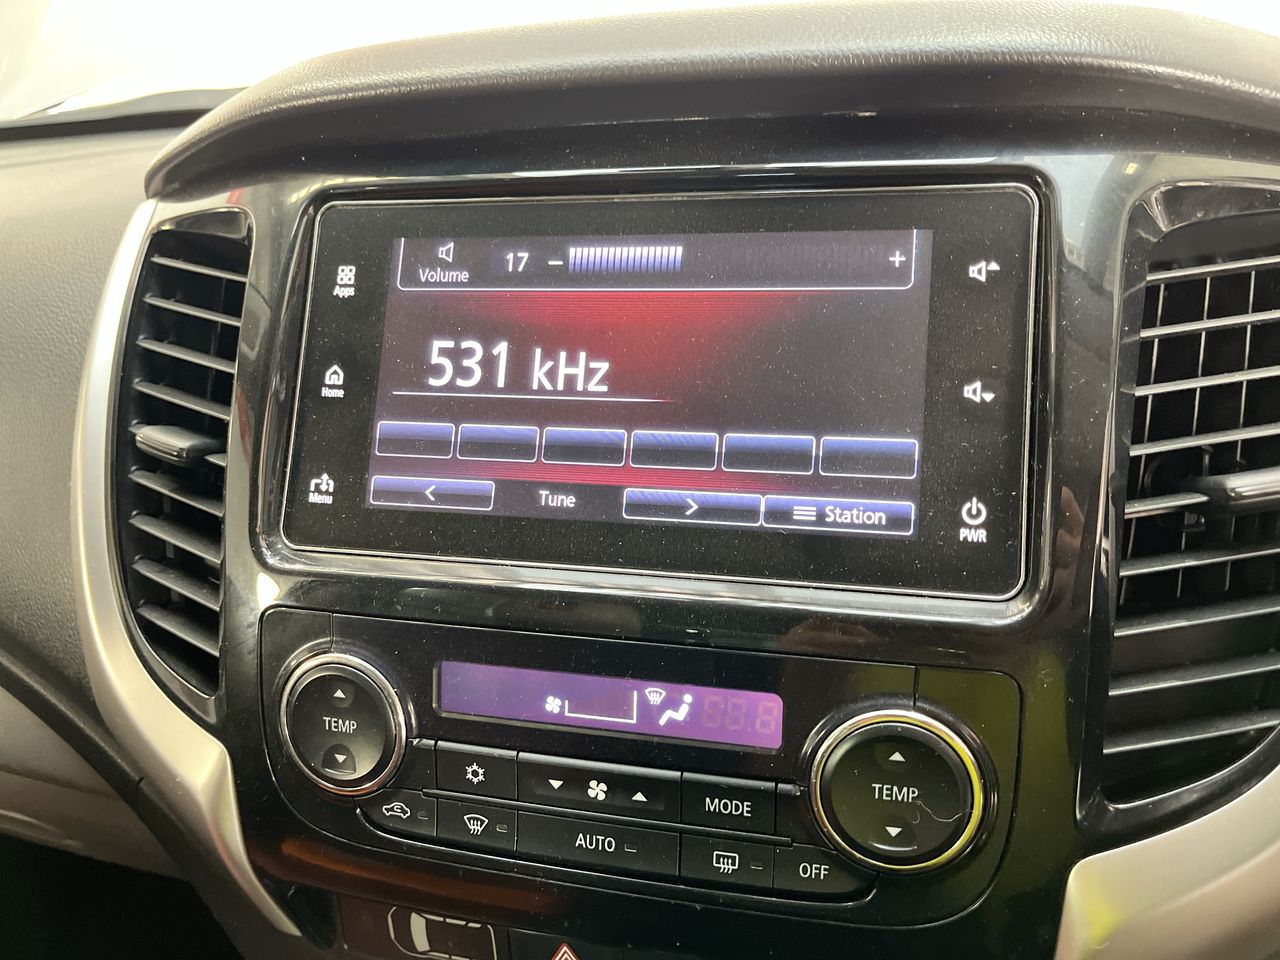 Apps
Home
Menu
Volume 17 − +
531 kHz
< Tune > Station
PWR
TEMP
TEMP
MODE
AUTO
OFF